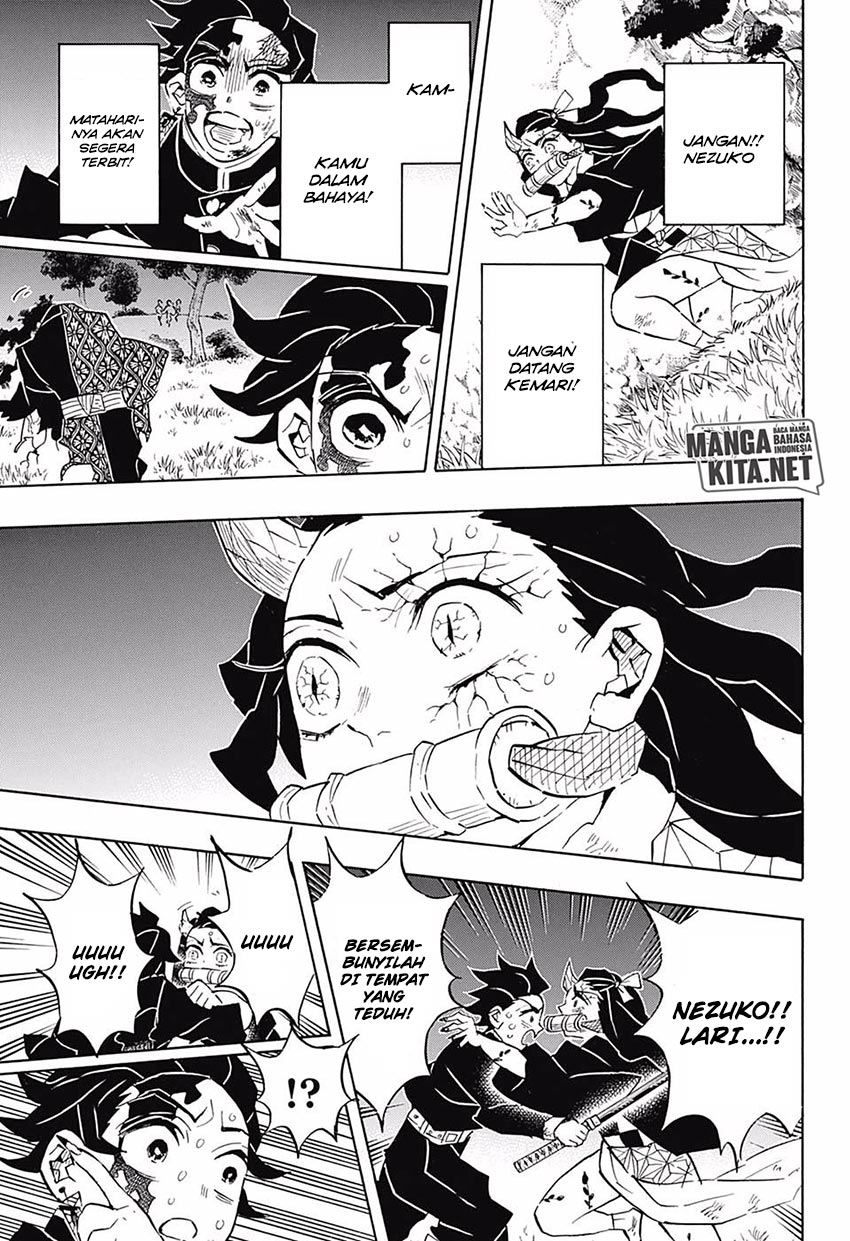 JANGAN!!
NEZUKO
JANGAN
DATANG
KEMARI!
KAM-
KAMU
DALAM
BAHAYA!
MATAHARI-
NYA AKAN
SEGERA
TERBIT!
MANGA
KITA.NET
BACA MANGA
BAHASA
INDONESIA
NEZUKO!!
LARI...!!
BERSEM-
BUNYILAH
DI TEMPAT
YANG
TEDUH!
UUUU
UUUU
UGH!!
!?